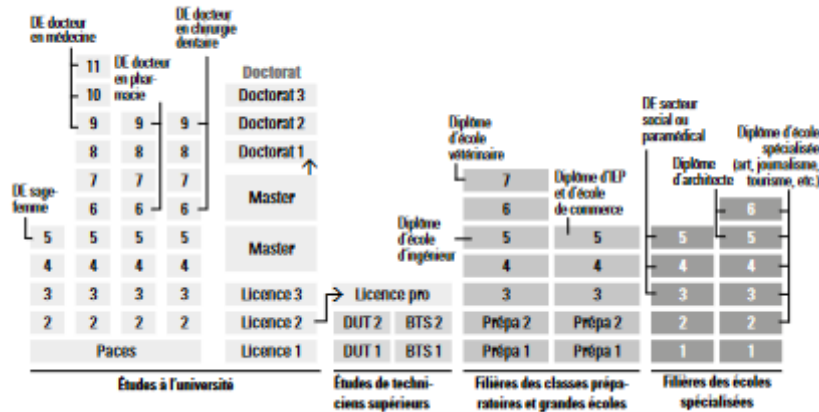 DE docteur
en médecine
DE docteur
en chirurgie
dentaire
DE docteur
en phar-
macie
11
10
9 9 9
8 8 8
7 7 7
6 6 6
DE sage-
femme
5 5 5 5
4 4 4 4
3 3 3 3
2 2 2 2
Paces
Doctorat
Doctorat 3
Doctorat 2
Doctorat 1
Master
Master
Licence 3
Licence 2
Licence 1
Licence pro
DUT 2 BTS 2
DUT 1 BTS 1
Diplôme
d'école
vétérinaire
Diplôme
d'école
d'ingénieur
Diplôme d'IEP
et d'école
de commerce
7
6
5 5
4 4
3 3
Prépa 2 Prépa 2
Prépa 1 Prépa 1
DE secteur
social ou
paramédical
Diplôme
d'architecte
Diplôme d'école
spécialisée
(art, journalisme,
tourisme, etc.)
6
5 5
4 4
3 3
2 2
1 1
Études à l'université
Études de techni-
ciens supérieurs
Filières des classes prépa-
ratoires et grandes écoles
Filières des écoles
spécialisées